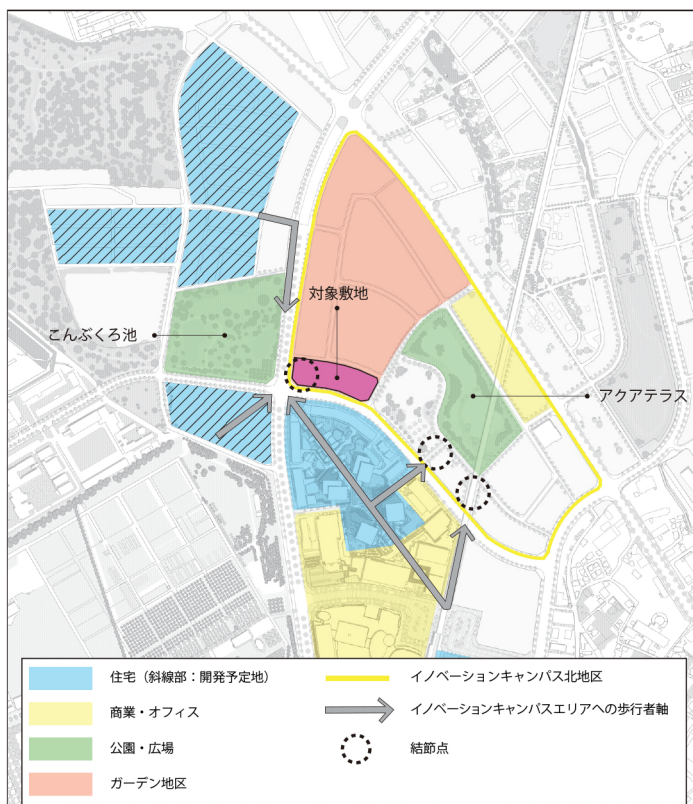 対象敷地
こんぶくろ池
アクアテラス
住宅（斜線部：開発予定地）
商業・オフィス
公園・広場
ガーデン地区
イノベーションキャンパス北地区
イノベーションキャンパスエリアへの歩行者軸
結節点